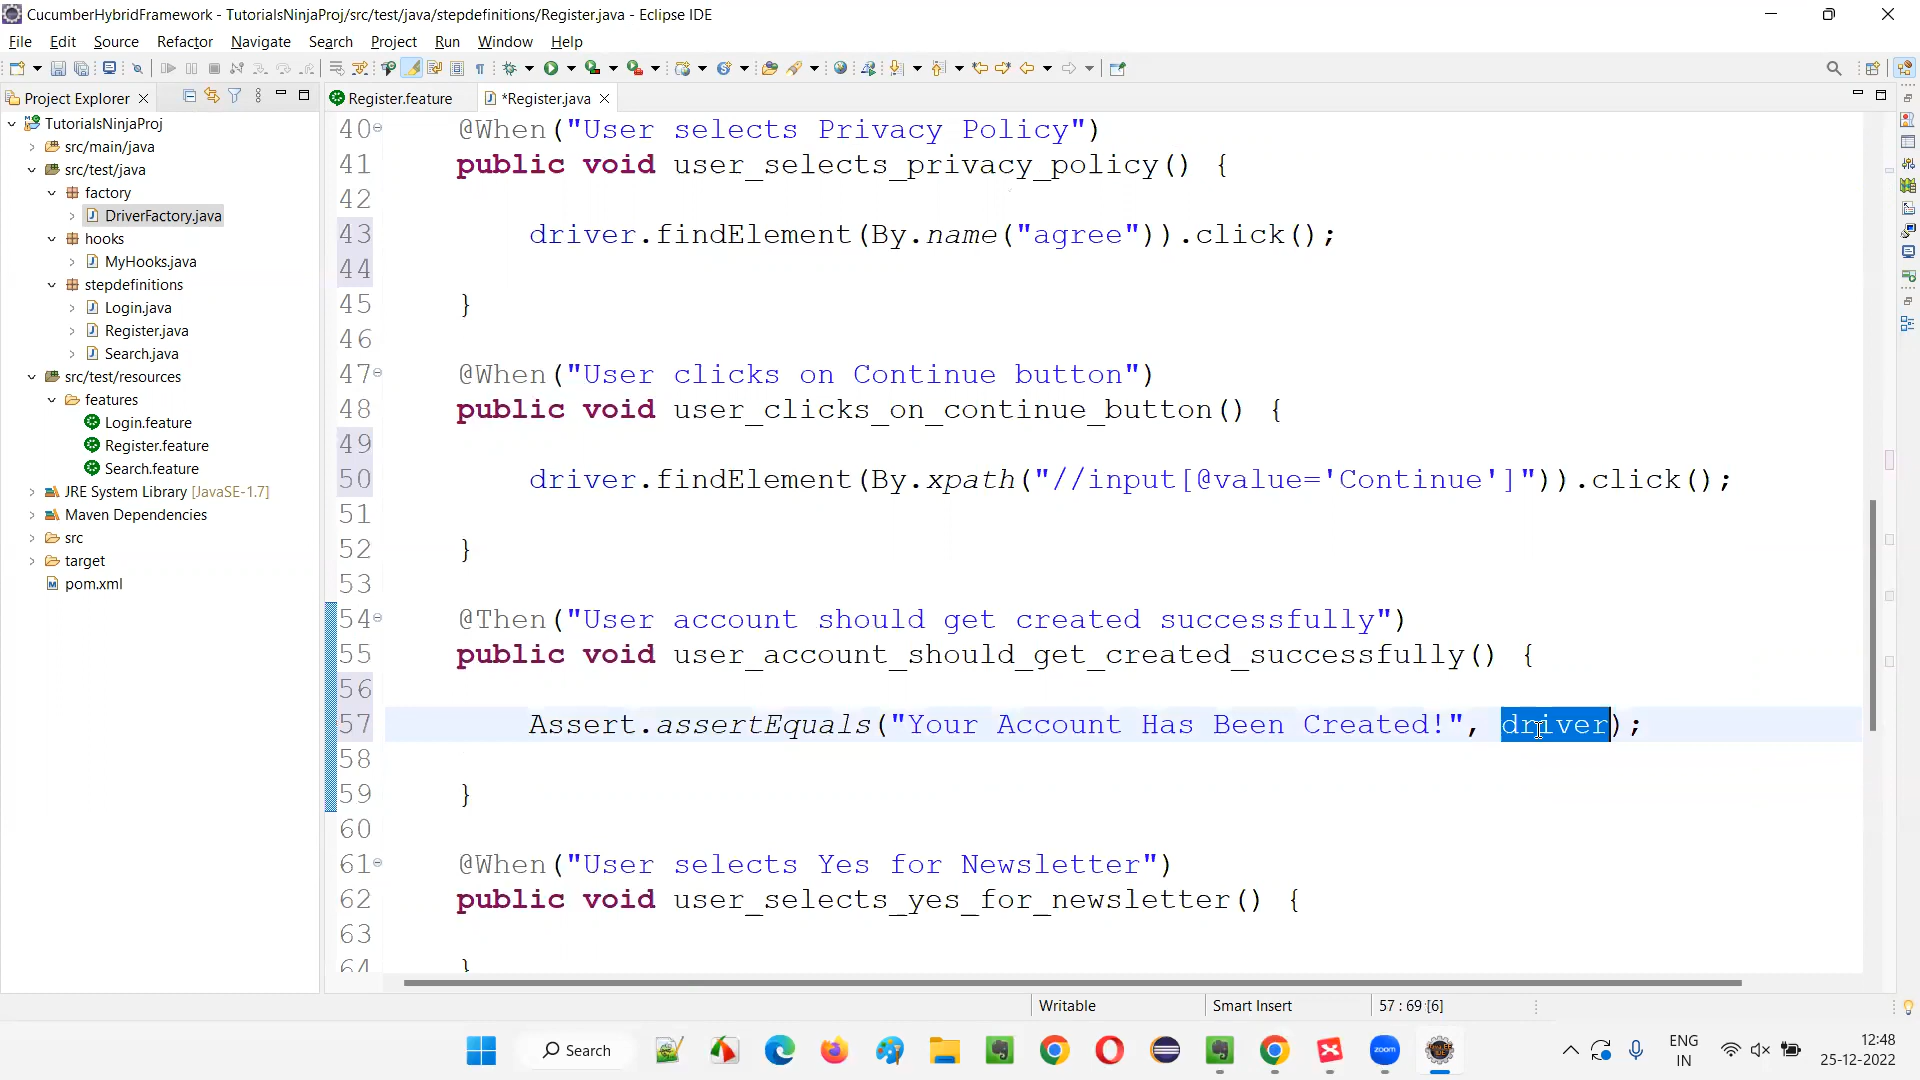 CucumberHybridFramework - TutorialsNinjaProj/src/test/java/stepdefinitions/Register.java - Eclipse IDE
File Edit Source Refactor Navigate Search Project Run Window Help
Project Explorer
Register.feature
*Register.java
TutorialsNinjaProj
src/main/java
src/test/java
factory
DriverFactory.java
hooks
MyHooks.java
stepdefinitions
Login.java
Register.java
Search.java
src/test/resources
features
Login.feature
Register.feature
Search.feature
JRE System Library [JavaSE-1.7]
Maven Dependencies
src
target
pom.xml
40 @When("User selects Privacy Policy")
41 public void user_selects_privacy_policy() {
42
43 driver.findElement(By.name("agree")).click();
44
45 }
46
47 @When("User clicks on Continue button")
48 public void user_clicks_on_continue_button() {
49
50 driver.findElement(By.xpath("//input[@value='Continue']")).click();
51
52 }
53
54 @Then("User account should get created successfully")
55 public void user_account_should_get_created_successfully() {
56
57 Assert.assertEquals("Your Account Has Been Created!", driver);
58
59 }
60
61 @When("User selects Yes for Newsletter")
62 public void user_selects_yes_for_newsletter() {
63
64 }
Writable
Smart Insert
57 : 69 [6]
Search
zoom
ENG
IN
12:48
25-12-2022